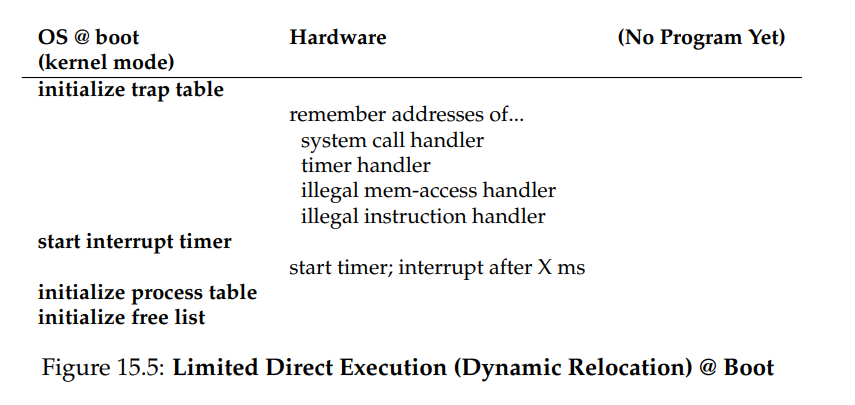 OS @ boot Hardware (No Program Yet)
(kernel mode)
initialize trap table
remember addresses of...
system call handler
timer handler
illegal mem-access handler
illegal instruction handler
start interrupt timer
start timer; interrupt after X ms
initialize process table
initialize free list
Figure 15.5: Limited Direct Execution (Dynamic Relocation) @ Boot